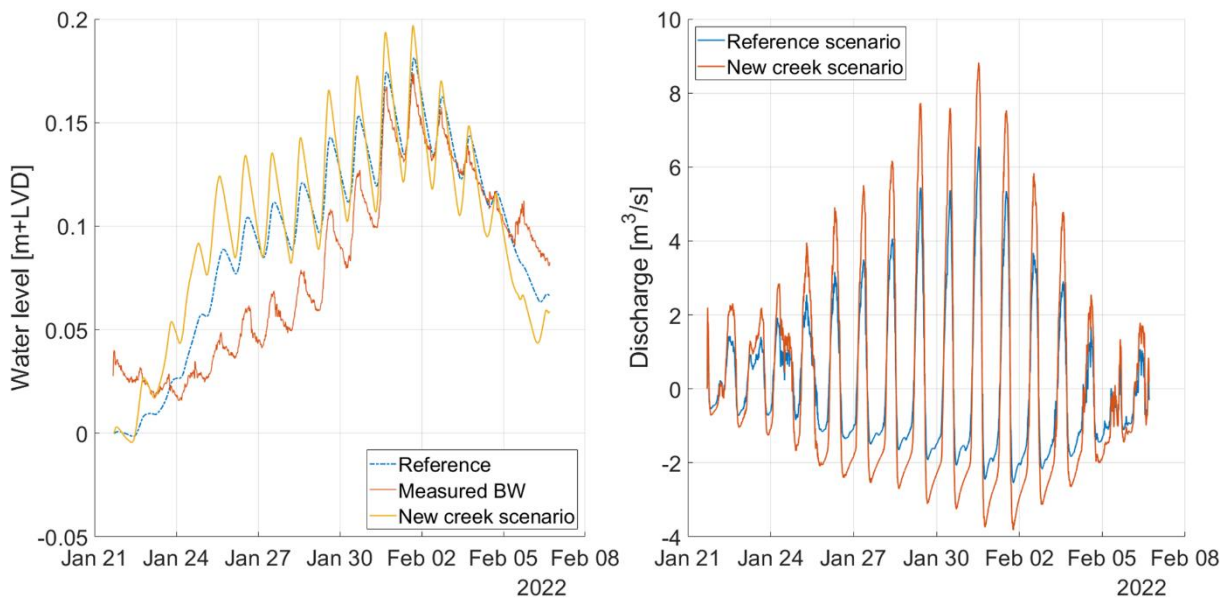 Water level [m+LVD]
0.2
0.15
0.1
0.05
0
-0.05
Reference
Measured BW
New creek scenario
Jan 21 Jan 24 Jan 27 Jan 30 Feb 02 Feb 05 Feb 08
2022
Discharge [m³/s]
10
8
6
4
2
0
-2
-4
Reference scenario
New creek scenario
Jan 21 Jan 24 Jan 27 Jan 30 Feb 02 Feb 05 Feb 08
2022